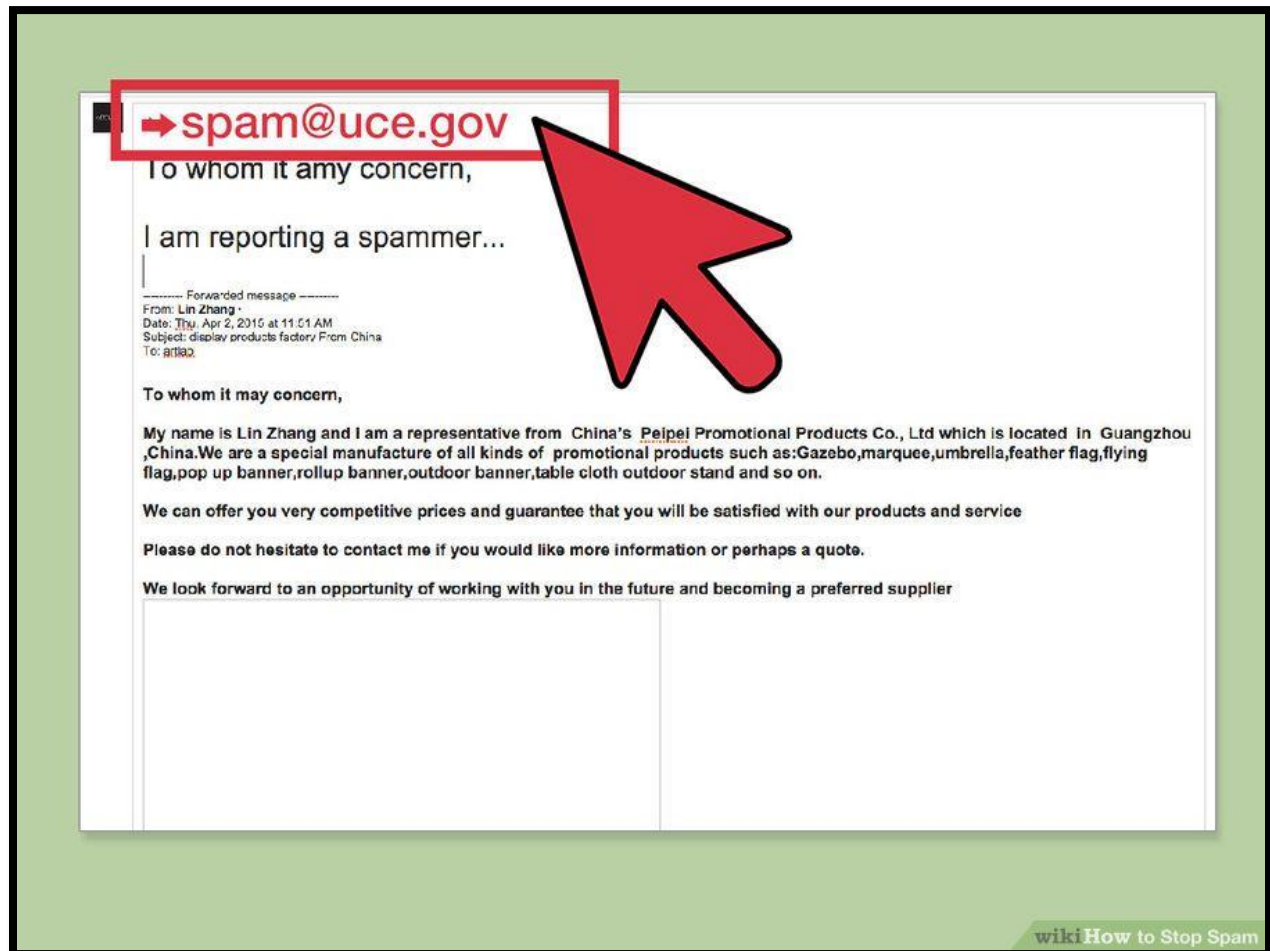 ➡spam@uce.gov
To whom it amy concern,
I am reporting a spammer...
---------- Forwarded message ----------
From: Lin Zhang ·
Date: Thu, Apr 2, 2015 at 11:51 AM
Subject: display products factory From China
To: artiao
To whom it may concern,
My name is Lin Zhang and I am a representative from China's Peipei Promotional Products Co., Ltd which is located in Guangzhou
,China.We are a special manufacture of all kinds of promotional products such as:Gazebo,marquee,umbrella,feather flag,flying
flag,pop up banner,rollup banner,outdoor banner,table cloth outdoor stand and so on.
We can offer you very competitive prices and guarantee that you will be satisfied with our products and service
Please do not hesitate to contact me if you would like more information or perhaps a quote.
We look forward to an opportunity of working with you in the future and becoming a preferred supplier
wikiHow to Stop Spam